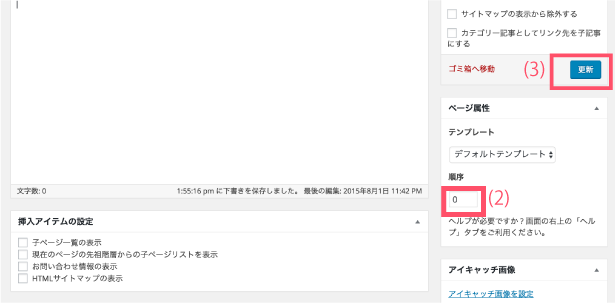 サイトマップの表示から除外する
カテゴリー記事としてリンク先を子記事
にする
ゴミ箱へ移動
(3)
更新
ページ属性
テンプレート
デフォルトテンプレート
順序
0
(2)
ヘルプが必要ですか？画面の右上の「ヘル
プ」タブをご利用ください。
アイキャッチ画像
アイキャッチ画像を設定
文字数: 0
1:55:16 pm に下書きを保存しました。 最後の編集: 2015年8月1日 11:42 PM
挿入アイテムの設定
子ページ一覧の表示
現在のページの先祖階層からの子ページリストを表示
お問い合わせ情報の表示
HTMLサイトマップの表示